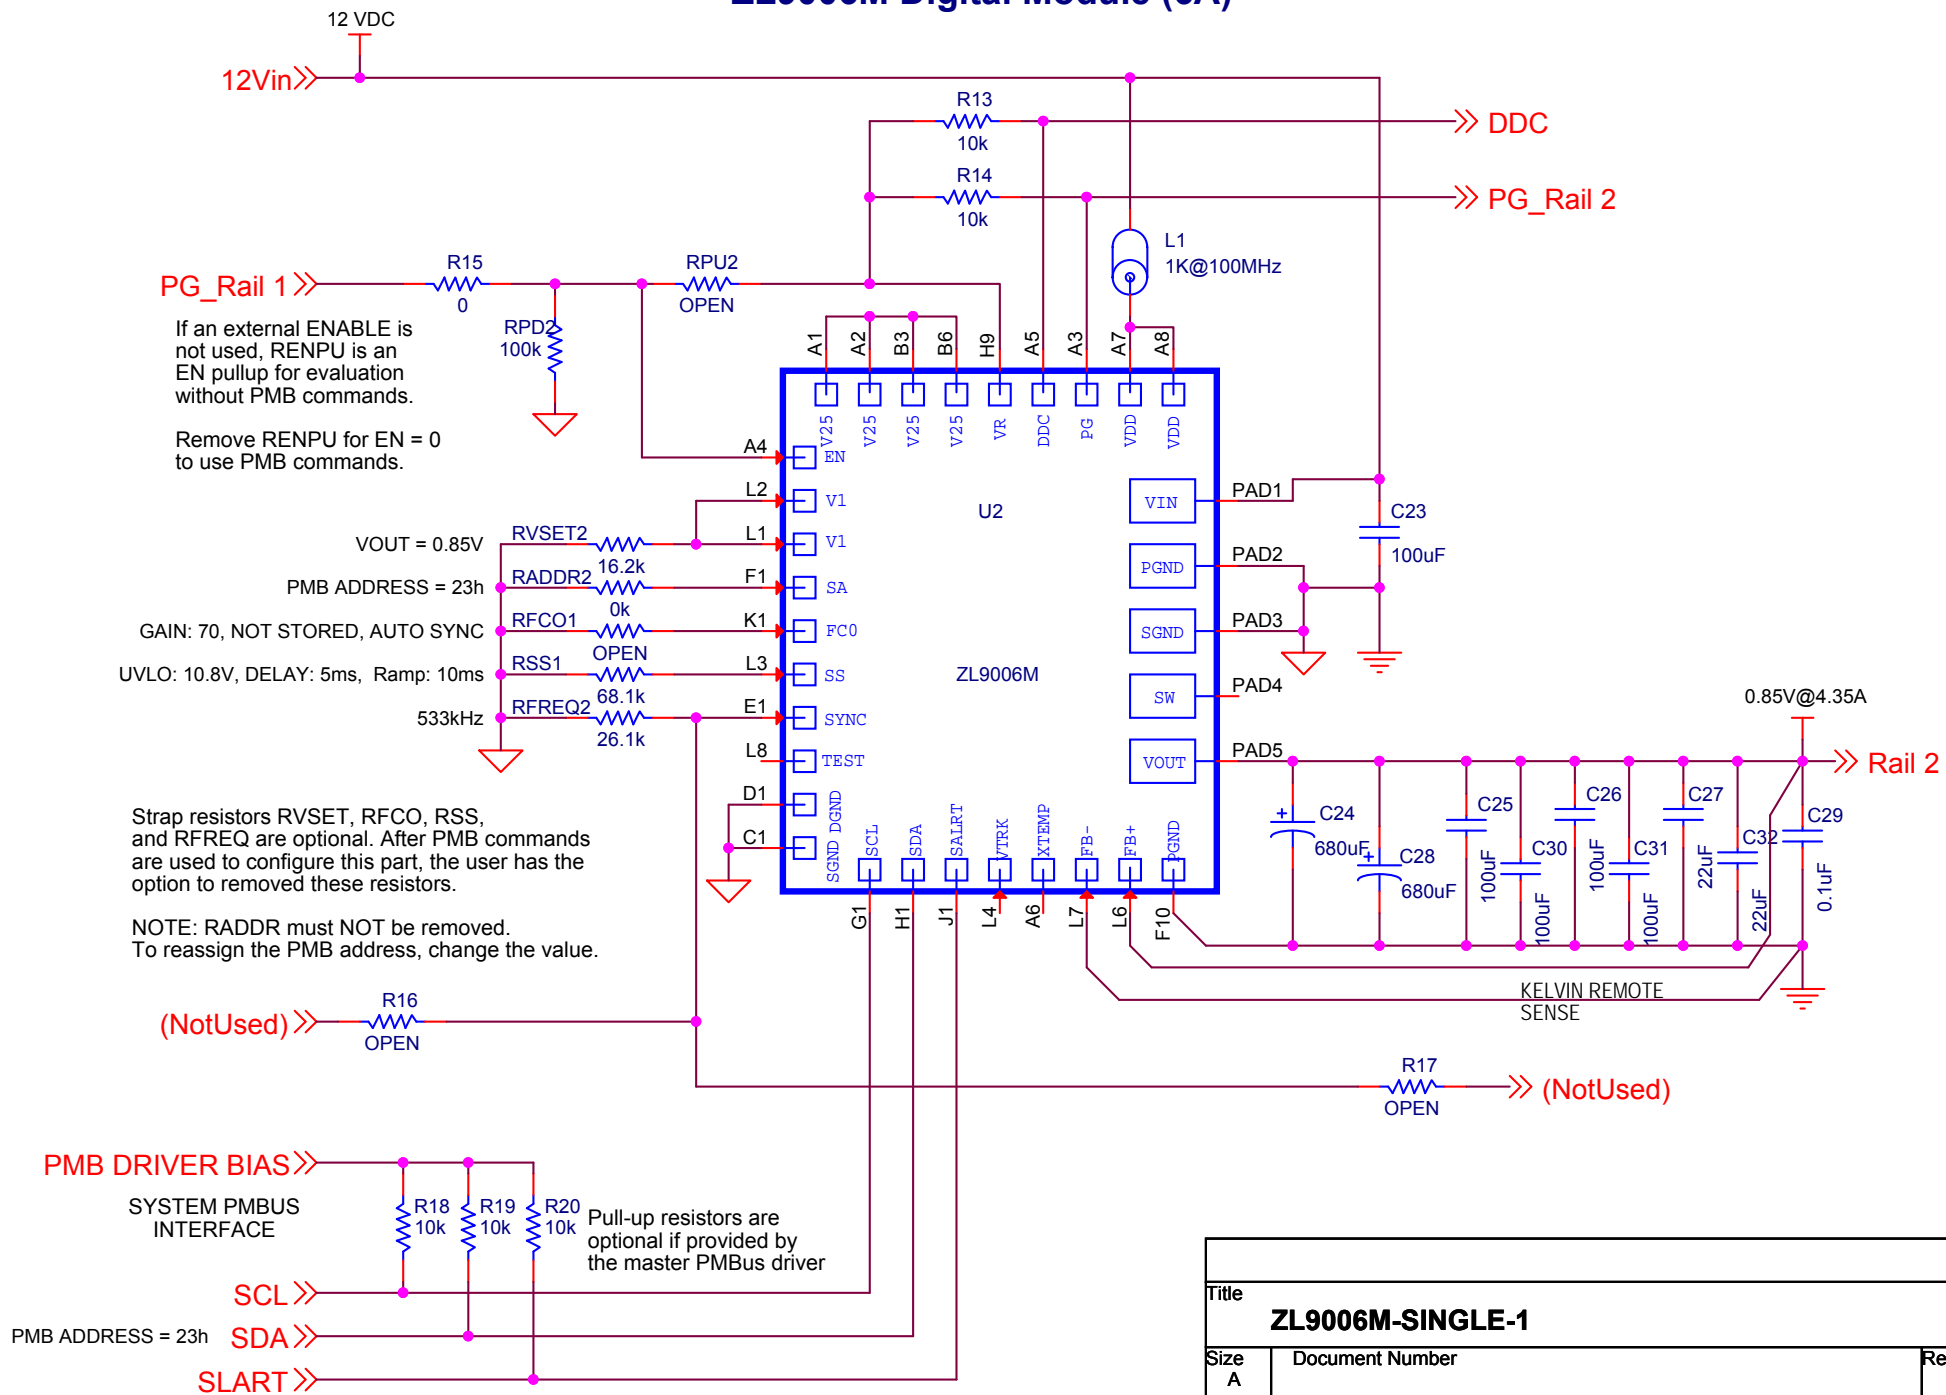 ZL9006M Digital Module (6A)
12 VDC
12Vin
R13
10k
DDC
R14
10k
PG_Rail 2
L1
1K@100MHz
PG_Rail 1
R15
0
RPU2
OPEN
RPD2
100k
If an external ENABLE is
not used, RENPU is an
EN pullup for evaluation
without PMB commands.
Remove RENPU for EN = 0
to use PMB commands.
A1
A2
B3
B6
H9
A5
A3
A7
A8
V25
V25
V25
V25
VR
DDC
PG
VDD
VDD
A4
EN
L2
V1
L1
V1
F1
SA
K1
FC0
L3
SS
E1
SYNC
L8
TEST
D1
DGND
C1
SGND
U2
ZL9006M
VIN
PAD1
PGND
PAD2
SGND
PAD3
SW
PAD4
VOUT
PAD5
C23
100uF
VOUT = 0.85V
RVSET2
16.2k
PMB ADDRESS = 23h
RADDR2
0k
GAIN: 70, NOT STORED, AUTO SYNC
RFCO1
OPEN
UVLO: 10.8V, DELAY: 5ms, Ramp: 10ms
RSS1
68.1k
533kHz
RFREQ2
26.1k
SCL
SDA
SALRT
VTRK
XTEMP
FB-
FB+
PGND
G1
H1
J1
L4
A6
L7
L6
F10
0.85V@4.35A
Rail 2
C24
680uF
C28
680uF
C25
100uF
C30
100uF
C26
100uF
C31
100uF
C27
22uF
C32
22uF
C29
0.1uF
KELVIN REMOTE
SENSE
Strap resistors RVSET, RFCO, RSS,
and RFREQ are optional. After PMB commands
are used to configure this part, the user has the
option to removed these resistors.
NOTE: RADDR must NOT be removed.
To reassign the PMB address, change the value.
(NotUsed)
R16
OPEN
R17
OPEN
(NotUsed)
PMB DRIVER BIAS
SYSTEM PMBUS
INTERFACE
R18
10k
R19
10k
R20
10k
Pull-up resistors are
optional if provided by
the master PMBus driver
SCL
PMB ADDRESS = 23h
SDA
SLART
Title
ZL9006M-SINGLE-1
Size
A
Document Number
Re